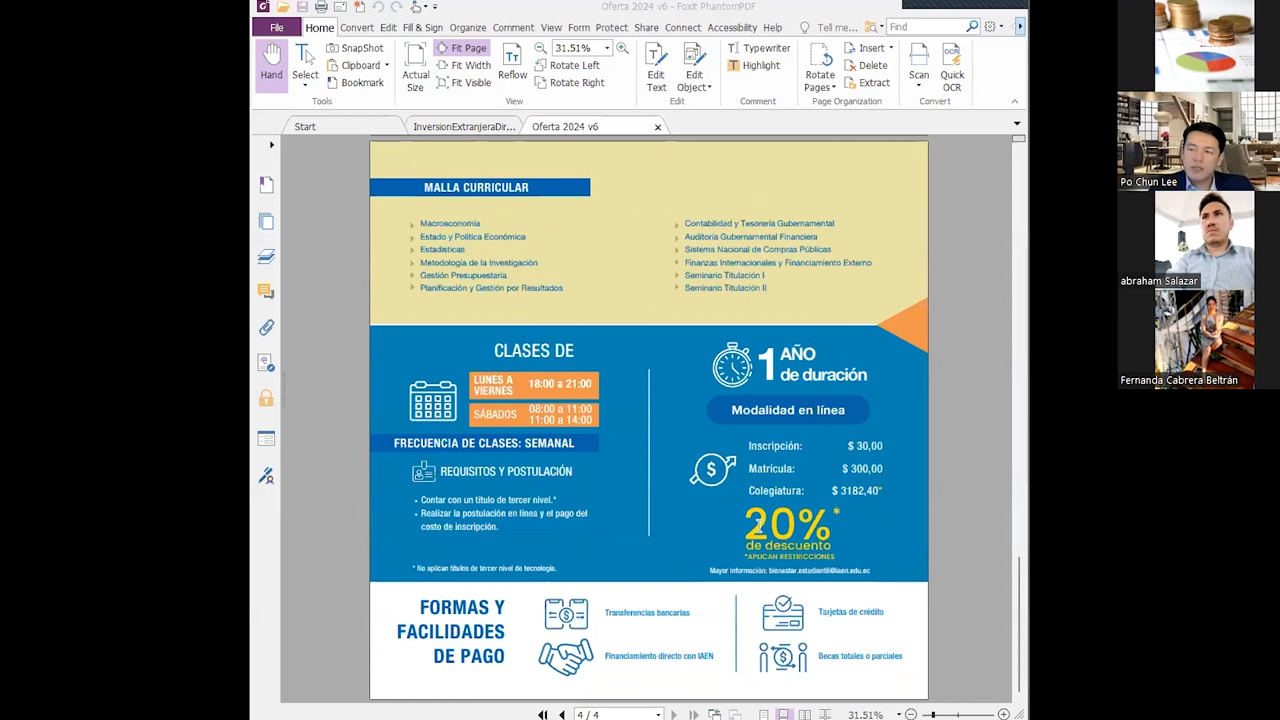 Oferta 2024 v6 - Foxit PhantomPDF
File Home Convert Edit Fill & Sign Organize Comment View Form Protect Share Connect Accessibility Help Tell me... Find
Hand
Select
SnapShot
Clipboard
Bookmark
Tools
Actual Size
Fit Page
Fit Width
Fit Visible
Reflow
31.51%
Rotate Left
Rotate Right
View
Edit Text
Edit Object
Edit
Typewriter
Highlight
Comment
Rotate Pages
Insert
Delete
Extract
Page Organization
Scan
Quick OCR
Convert
Start
InversionExtranjeraDir...
Oferta 2024 v6
MALLA CURRICULAR
Macroeconomía
Estado y Política Económica
Estadísticas
Metodología de la Investigación
Gestión Presupuestaria
Planificación y Gestión por Resultados
Contabilidad y Tesorería Gubernamental
Auditoría Gubernamental Financiera
Sistema Nacional de Compras Públicas
Finanzas Internacionales y Financiamiento Externo
Seminario Titulación I
Seminario Titulación II
CLASES DE
LUNES A VIERNES 18:00 a 21:00
SÁBADOS 08:00 a 11:00
11:00 a 14:00
FRECUENCIA DE CLASES: SEMANAL
REQUISITOS Y POSTULACIÓN
• Contar con un título de tercer nivel.*
• Realizar la postulación en línea y el pago del
costo de inscripción.
* No aplican títulos de tercer nivel de tecnología.
1 AÑO
de duración
Modalidad en línea
Inscripción: $ 30,00
Matrícula: $ 300,00
Colegiatura: $ 3182,40*
20%*
de descuento
*APLICAN RESTRICCIONES
Mayor información: bienestar.estudiantil@iaen.edu.ec
FORMAS Y
FACILIDADES
DE PAGO
Transferencias bancarias
Financiamiento directo con IAEN
Tarjetas de crédito
Becas totales o parciales
4 / 4
31.51%
Po Chun Lee
abraham Salazar
Fernanda Cabrera Beltrán